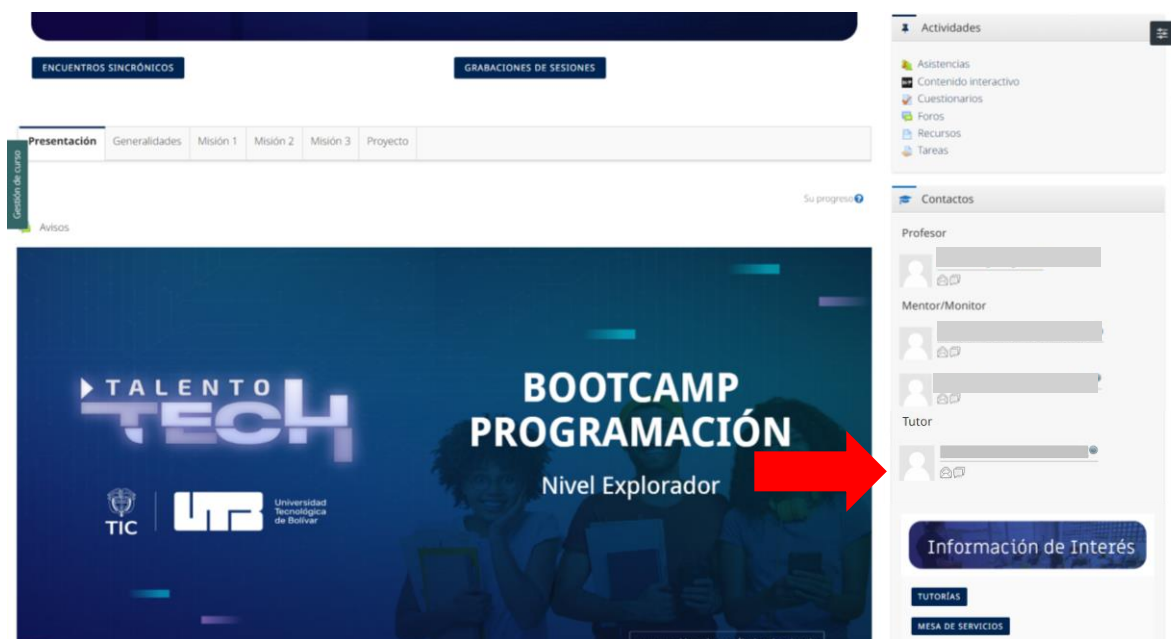 ENCUENTROS SINCRÓNICOS
GRABACIONES DE SESIONES
Presentación
Generalidades
Misión 1
Misión 2
Misión 3
Proyecto
Gestión de curso
Su progreso
Avisos
TALENTO
TECH
TIC
UTB
Universidad
Tecnológica
de Bolívar
BOOTCAMP
PROGRAMACIÓN
Nivel Explorador
Actividades
Asistencias
Contenido interactivo
Cuestionarios
Foros
Recursos
Tareas
Contactos
Profesor
Mentor/Monitor
Tutor
Información de Interés
TUTORÍAS
MESA DE SERVICIOS